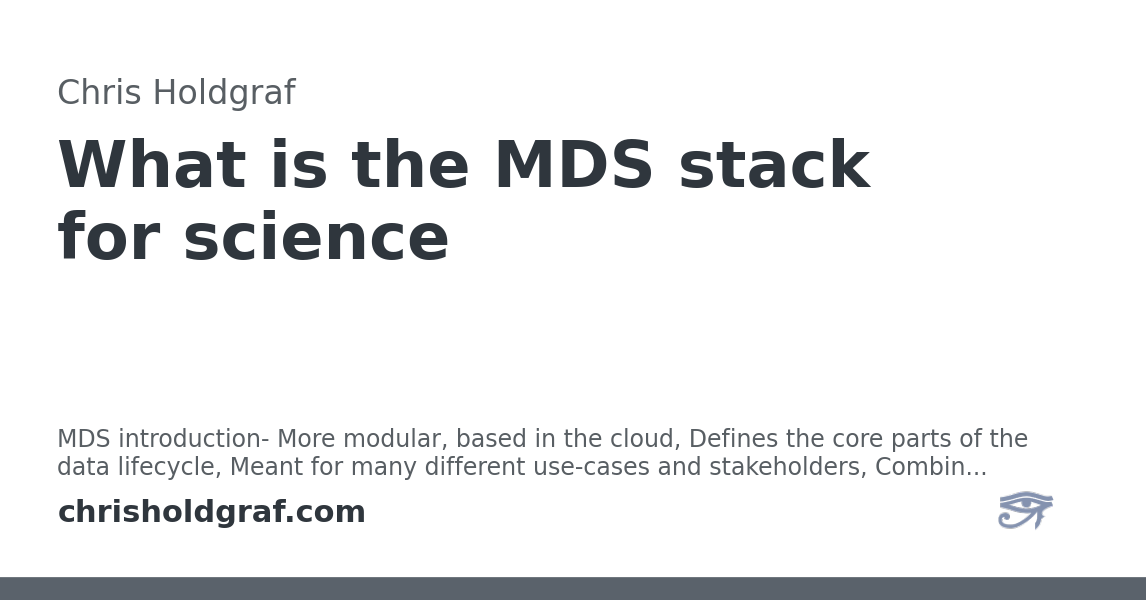 Chris Holdgraf
What is the MDS stack
for science
MDS introduction- More modular, based in the cloud, Defines the core parts of the
data lifecycle, Meant for many different use-cases and stakeholders, Combin...
chrisholdgraf.com